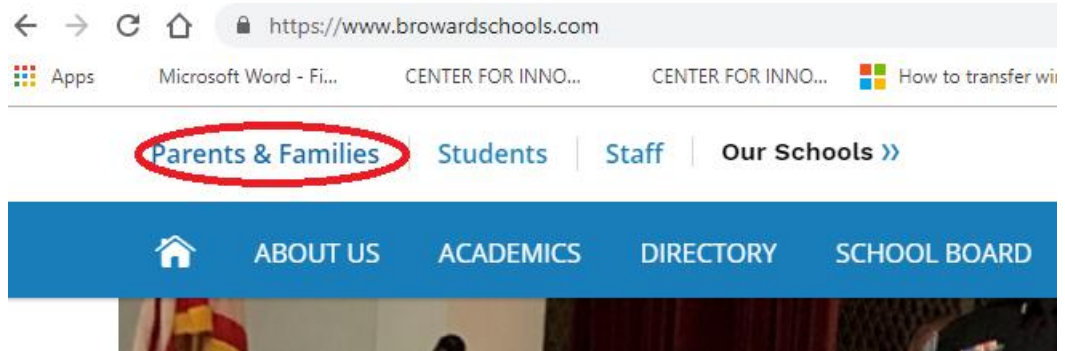 https://www.browardschools.com
Apps Microsoft Word - Fi... CENTER FOR INNO... CENTER FOR INNO... How to transfer wi
Parents & Families Students Staff Our Schools »
ABOUT US ACADEMICS DIRECTORY SCHOOL BOARD